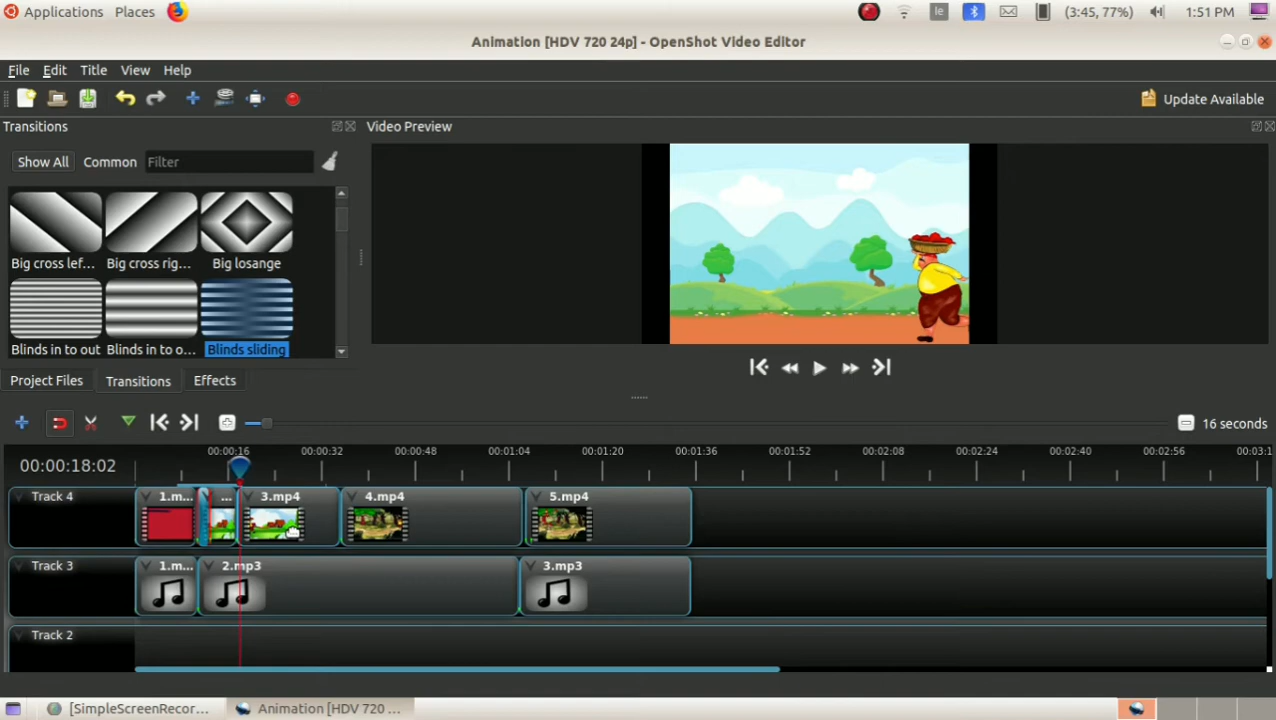 Applications Places
Ie
(3:45, 77%)
1:51 PM
Animation [HDV 720 24p] - OpenShot Video Editor
File Edit Title View Help
Update Available
Transitions
Video Preview
Show All Common Filter
Big cross lef... Big cross rig... Big losange
Blinds in to out Blinds in to o... Blinds sliding
Project Files Transitions Effects
16 seconds
00:00:18:02
00:00:16 00:00:32 00:00:48 00:01:04 00:01:20 00:01:36 00:01:52 00:02:08 00:02:24 00:02:40 00:02:56 00:03:1
Track 4 1.m... ... 3.mp4 4.mp4 5.mp4
Track 3 1.m... 2.mp3 3.mp3
Track 2
[SimpleScreenRecor... Animation [HDV 720 ...